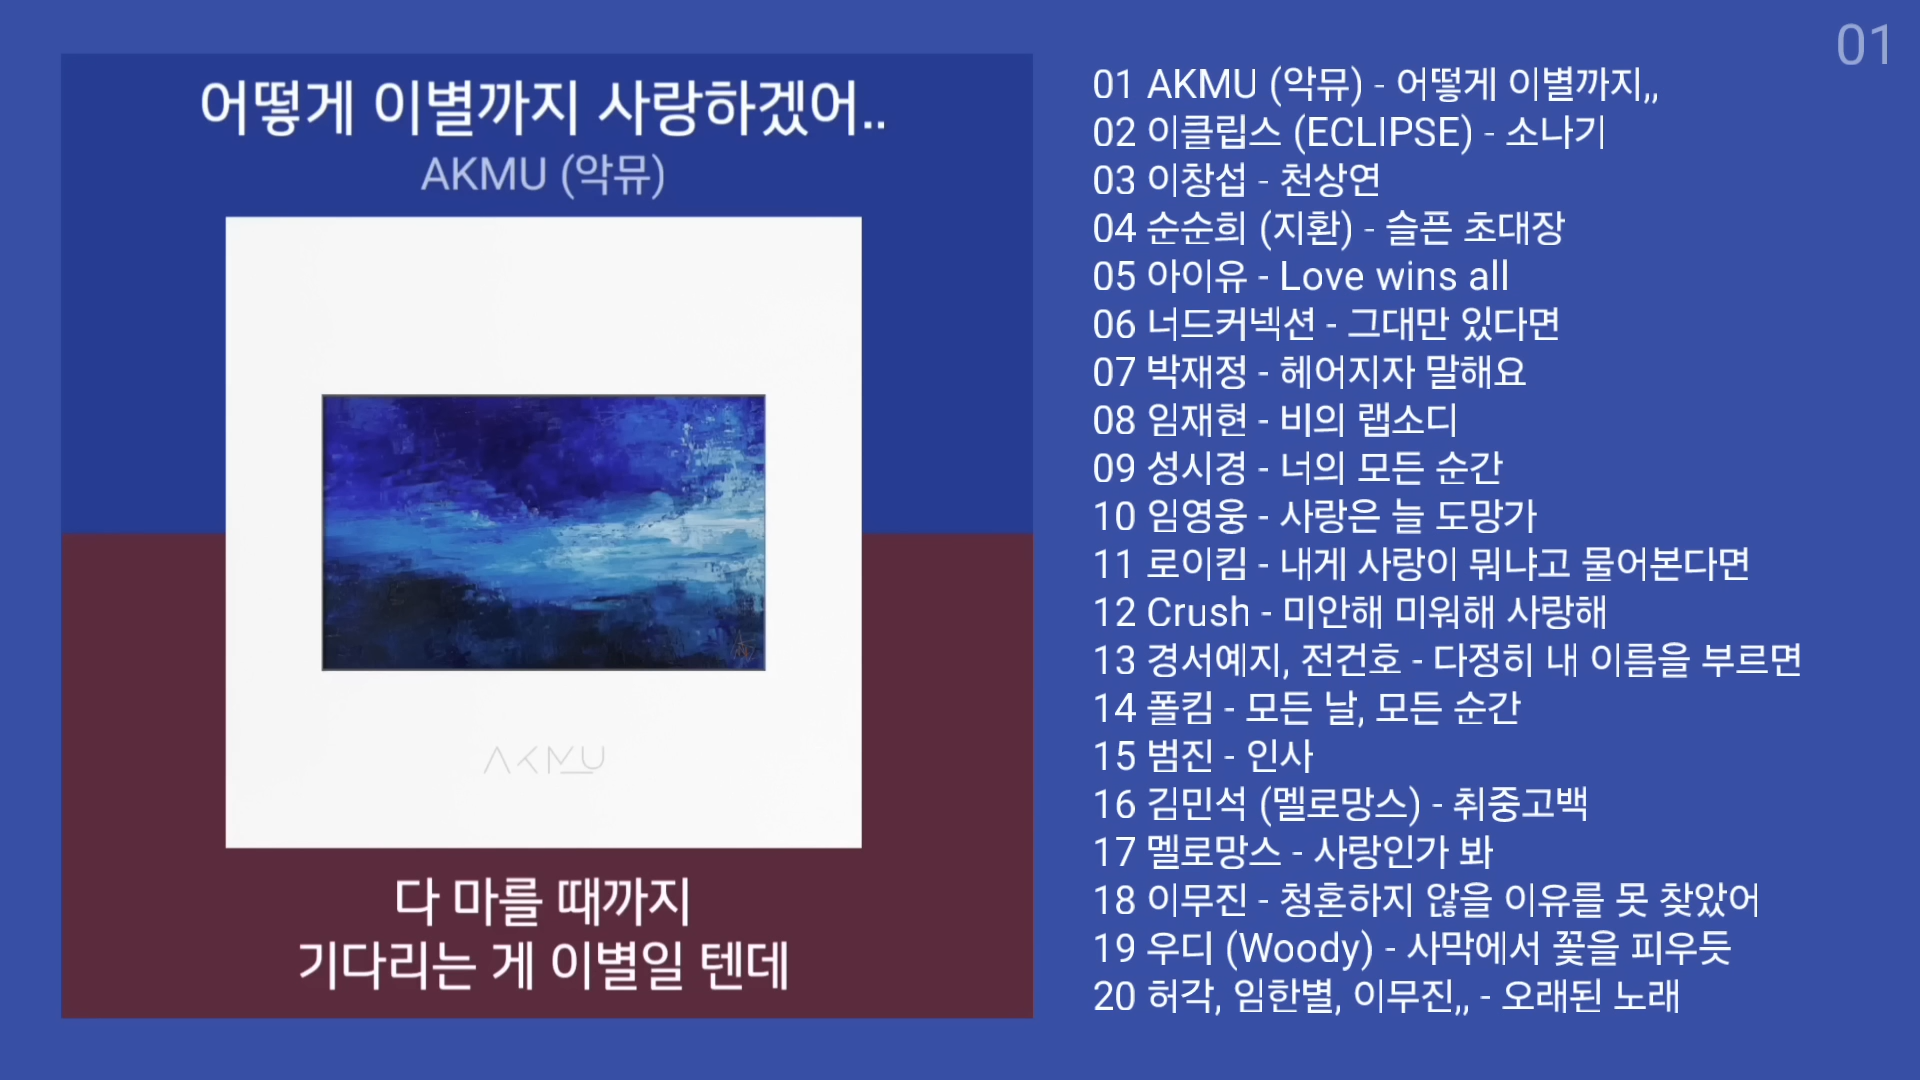 01
어떻게 이별까지 사랑하겠어..
AKMU (악뮤)
AKMU
다 마를 때까지
기다리는 게 이별일 텐데
01 AKMU (악뮤) - 어떻게 이별까지,,
02 이클립스 (ECLIPSE) - 소나기
03 이창섭 - 천상연
04 순순희 (지환) - 슬픈 초대장
05 아이유 - Love wins all
06 너드커넥션 - 그대만 있다면
07 박재정 - 헤어지자 말해요
08 임재현 - 비의 랩소디
09 성시경 - 너의 모든 순간
10 임영웅 - 사랑은 늘 도망가
11 로이킴 - 내게 사랑이 뭐냐고 물어본다면
12 Crush - 미안해 미워해 사랑해
13 경서예지, 전건호 - 다정히 내 이름을 부르면
14 폴킴 - 모든 날, 모든 순간
15 범진 - 인사
16 김민석 (멜로망스) - 취중고백
17 멜로망스 - 사랑인가 봐
18 이무진 - 청혼하지 않을 이유를 못 찾았어
19 우디 (Woody) - 사막에서 꽃을 피우듯
20 허각, 임한별, 이무진,, - 오래된 노래